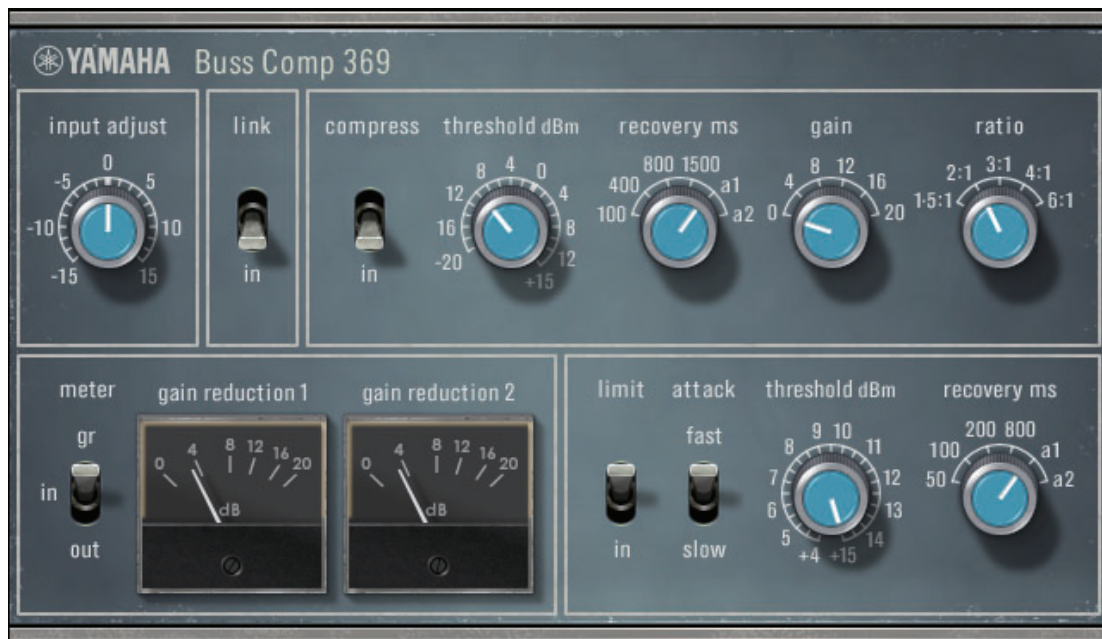 YAMAHA Buss Comp 369
input adjust
-15 -10 -5 0 5 10 15
link
in
compress
in
threshold dBm
-20 16 12 8 4 0 4 8 12 +15
recovery ms
100 400 800 1500 a1 a2
gain
0 4 8 12 16 20
ratio
1·5:1 2:1 3:1 4:1 6:1
meter
gr
in
out
gain reduction 1
0 4 8 12 16 20
dB
gain reduction 2
0 4 8 12 16 20
dB
limit
in
attack
fast
slow
threshold dBm
+4 5 6 7 8 9 10 11 12 13 14 +15
recovery ms
50 100 200 800 a1 a2